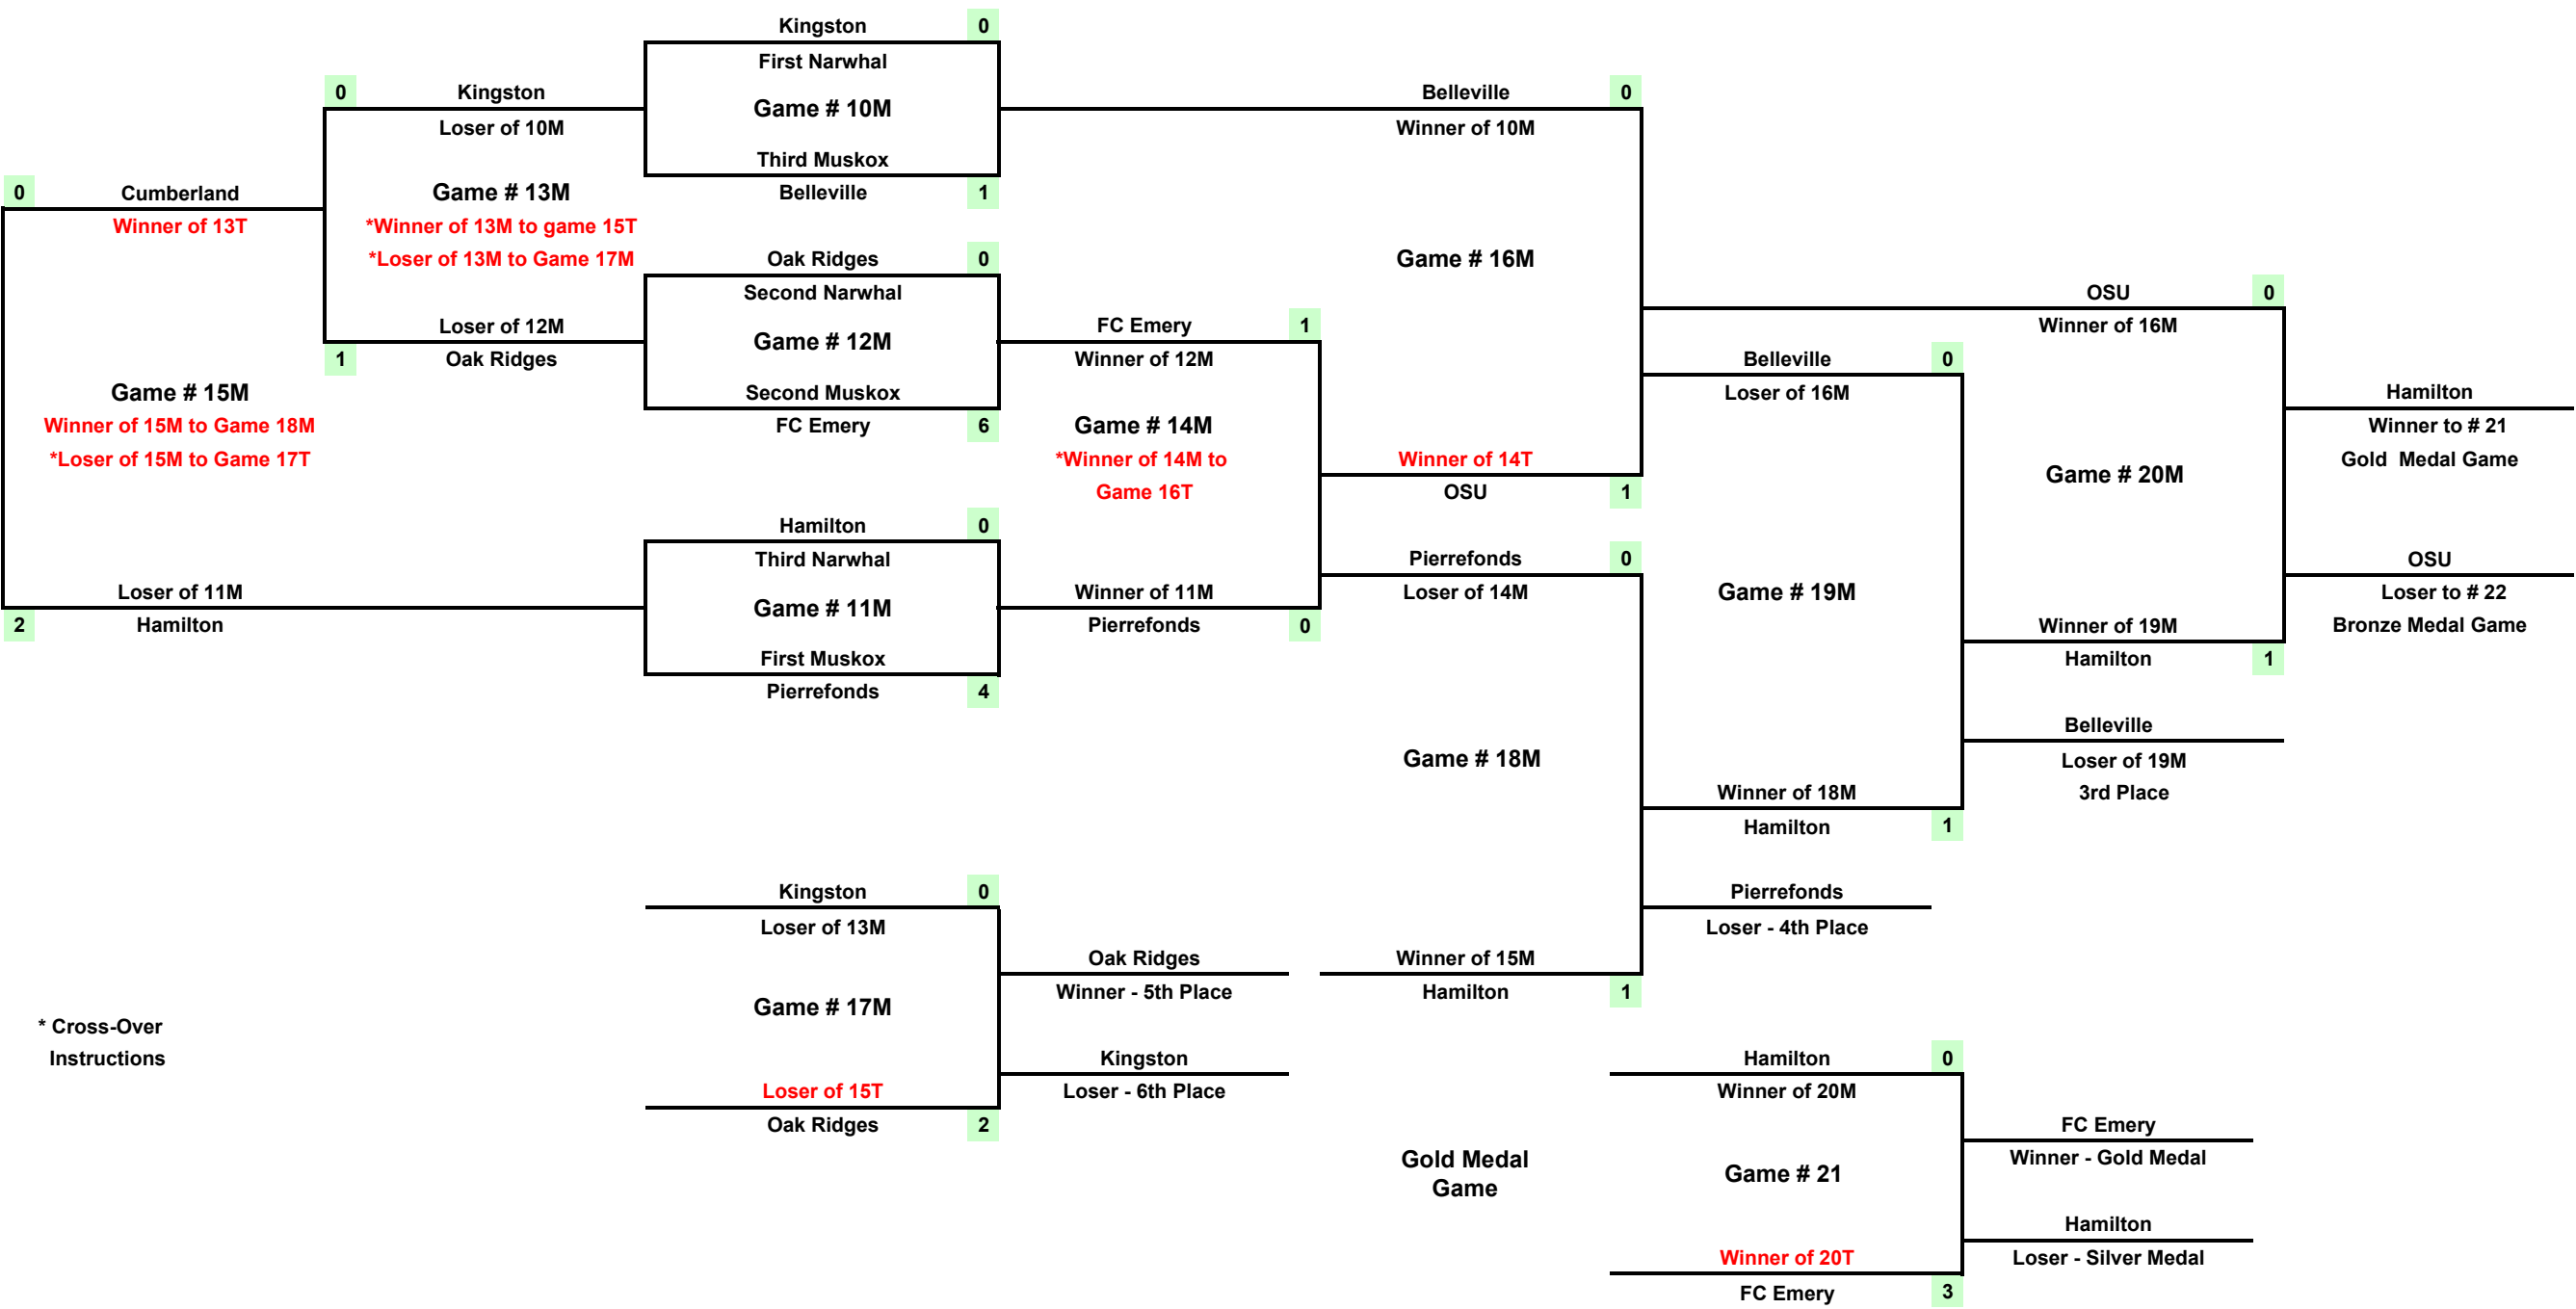 Kingston 0
First Narwhal
0 Kingston
Loser of 10M
Game # 10M
Belleville 0
Winner of 10M
Third Muskox
Belleville 1
0 Cumberland
Winner of 13T
Game # 13M
*Winner of 13M to game 15T
*Loser of 13M to Game 17M
Oak Ridges 0
Second Narwhal
Game # 16M
OSU 0
Winner of 16M
Loser of 12M
1 Oak Ridges
Game # 12M
FC Emery 1
Winner of 12M
Belleville 0
Loser of 16M
Game # 15M
Winner of 15M to Game 18M
*Loser of 15M to Game 17T
Second Muskox
FC Emery 6
Game # 14M
*Winner of 14M to
Game 16T
Winner of 14T
OSU 1
Game # 20M
Hamilton
Winner to # 21
Gold Medal Game
Hamilton 0
Third Narwhal
Pierrefonds 0
Loser of 14M
OSU
Loser to # 22
Bronze Medal Game
Loser of 11M
2 Hamilton
Game # 11M
Winner of 11M
Pierrefonds 0
Game # 19M
Winner of 19M
Hamilton 1
First Muskox
Pierrefonds 4
Belleville
Loser of 19M
3rd Place
Game # 18M
Winner of 18M
Hamilton 1
Kingston 0
Loser of 13M
Pierrefonds
Loser - 4th Place
Oak Ridges
Winner - 5th Place
Winner of 15M
Hamilton 1
Game # 17M
* Cross-Over
Instructions
Kingston
Loser - 6th Place
Loser of 15T
Oak Ridges 2
Hamilton 0
Winner of 20M
Gold Medal
Game
Game # 21
FC Emery
Winner - Gold Medal
Hamilton
Loser - Silver Medal
Winner of 20T
FC Emery 3